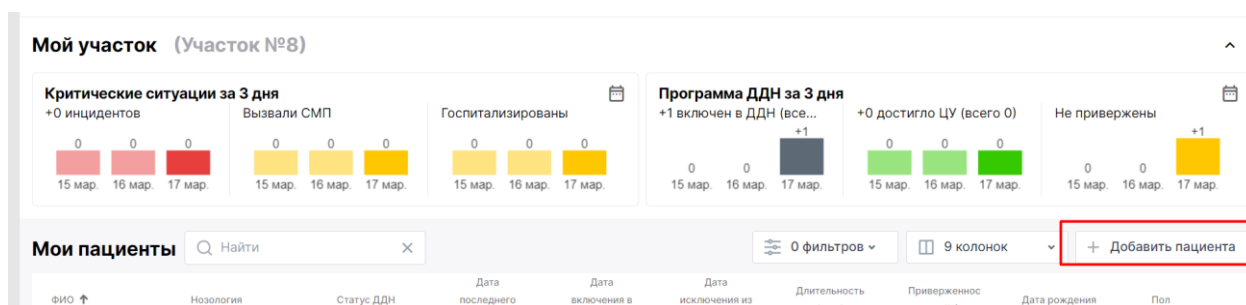 Мой участок (Участок №8)
Критические ситуации за 3 дня
+0 инцидентов Вызвали СМП Госпитализированы
0 0 0 0 0 0 0 0 0
15 мар. 16 мар. 17 мар. 15 мар. 16 мар. 17 мар. 15 мар. 16 мар. 17 мар.
Программа ДДН за 3 дня
+1 включен в ДДН (все... +0 достигло ЦУ (всего 0) Не привержены
0 0 +1 0 0 0 0 0 +1
15 мар. 16 мар. 17 мар. 15 мар. 16 мар. 17 мар. 15 мар. 16 мар. 17 мар.
Мои пациенты Найти 0 фильтров 9 колонок + Добавить пациента
ФИО ↑ Нозология Статус ДДН
Дата
последнего
Дата
включения в
Дата
исключения из
Длительность
Приверженнос
Дата рождения Пол